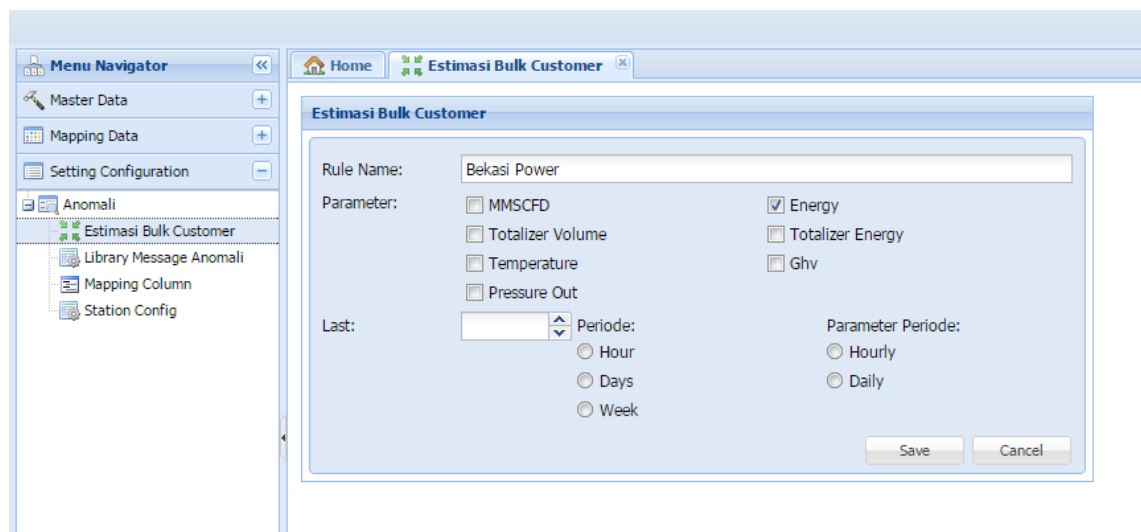 Menu Navigator
Master Data
Mapping Data
Setting Configuration
Anomali
Estimasi Bulk Customer
Library Message Anomali
Mapping Column
Station Config
Home
Estimasi Bulk Customer
Estimasi Bulk Customer
Rule Name: Bekasi Power
Parameter: MMSCFD Energy
Totalizer Volume Totalizer Energy
Temperature Ghv
Pressure Out
Last: Periode: Parameter Periode:
Hour Hourly
Days Daily
Week
Save Cancel